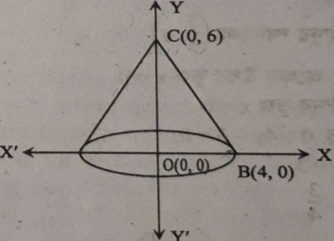 Y
C(0, 6)
X′
O(0, 0)
X
B(4, 0)
Y′